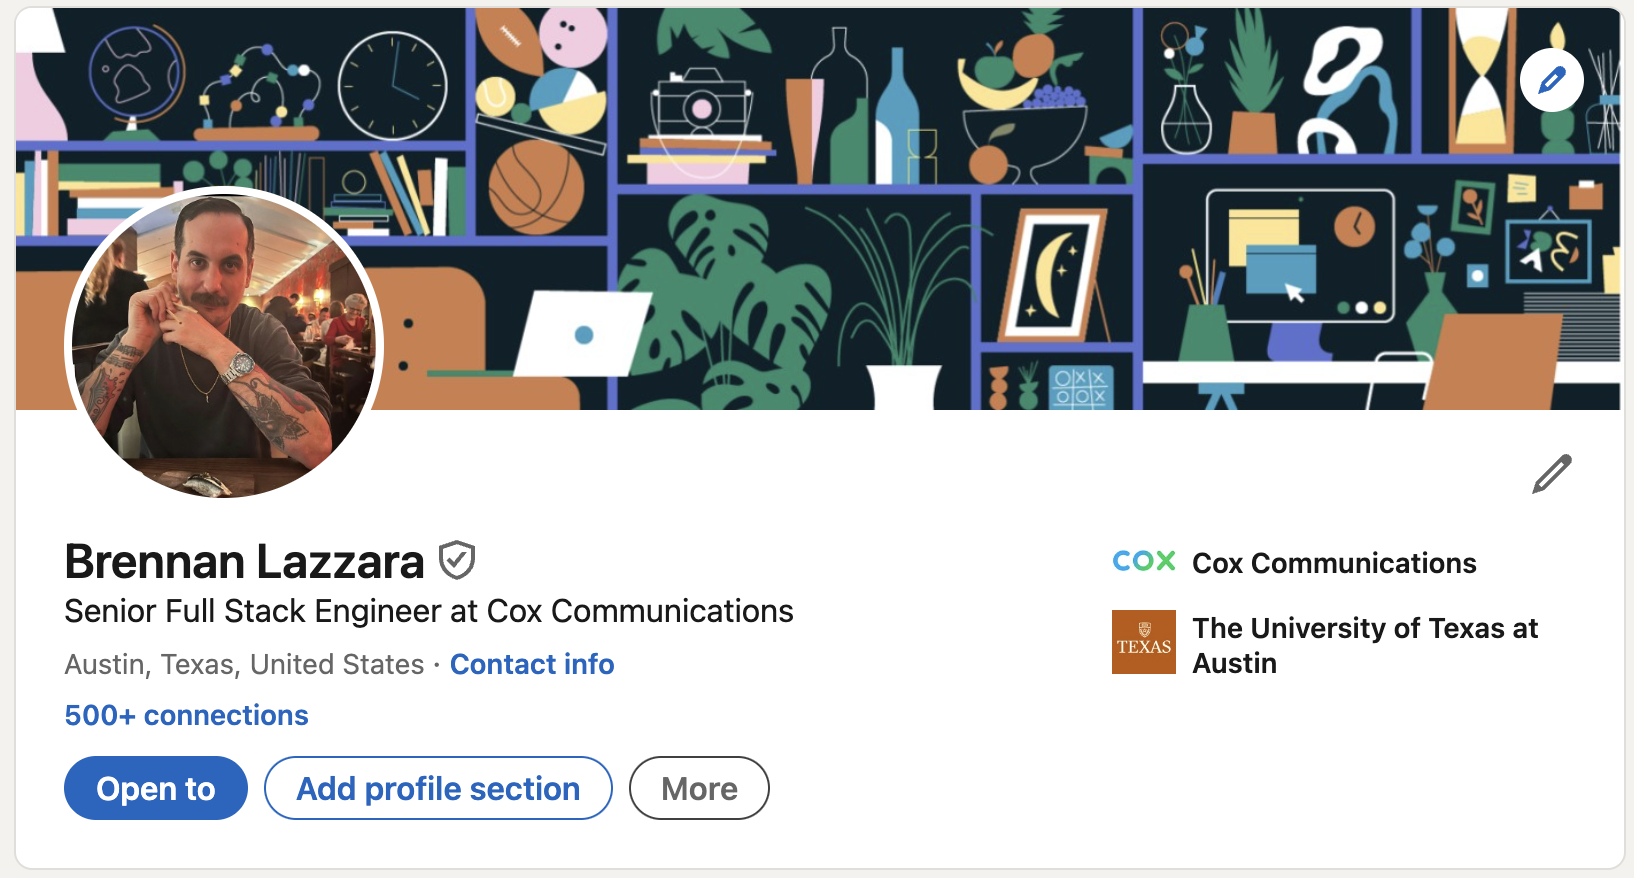 Brennan Lazzara
Senior Full Stack Engineer at Cox Communications
Austin, Texas, United States · Contact info
500+ connections
Open to
Add profile section
More
COX
Cox Communications
TEXAS
The University of Texas at
Austin